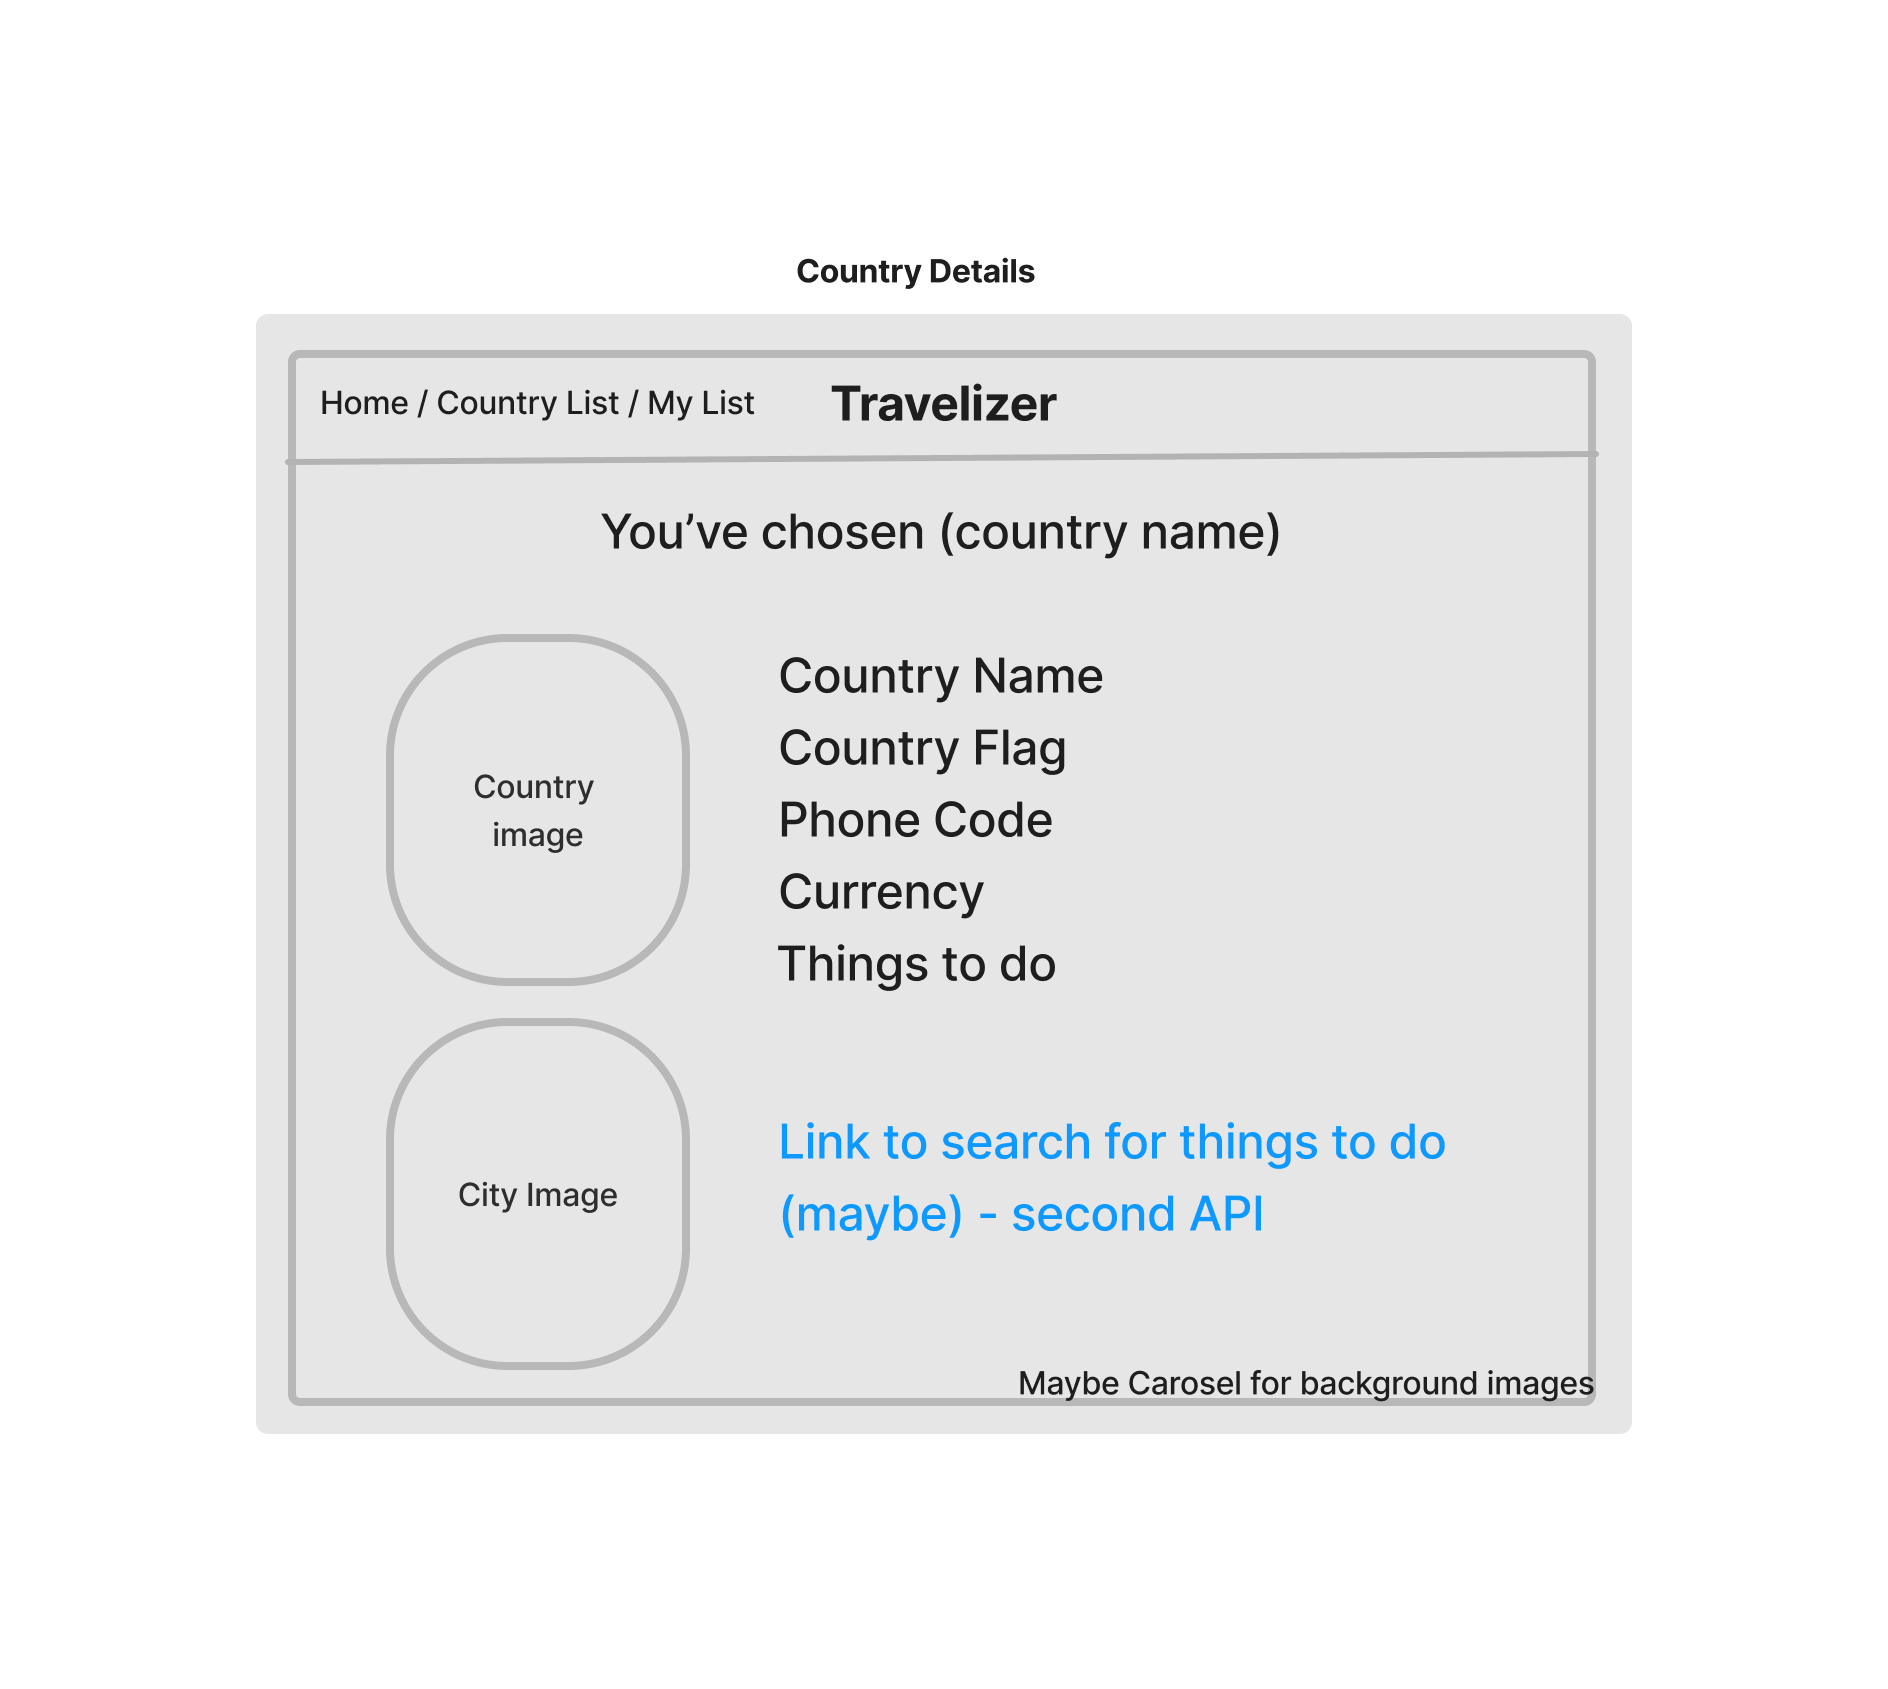 Country Details
Home / Country List / My List
Travelizer
You’ve chosen (country name)
Country
image
Country Name
Country Flag
Phone Code
Currency
Things to do
City Image
Link to search for things to do
(maybe) - second API
Maybe Carosel for background images